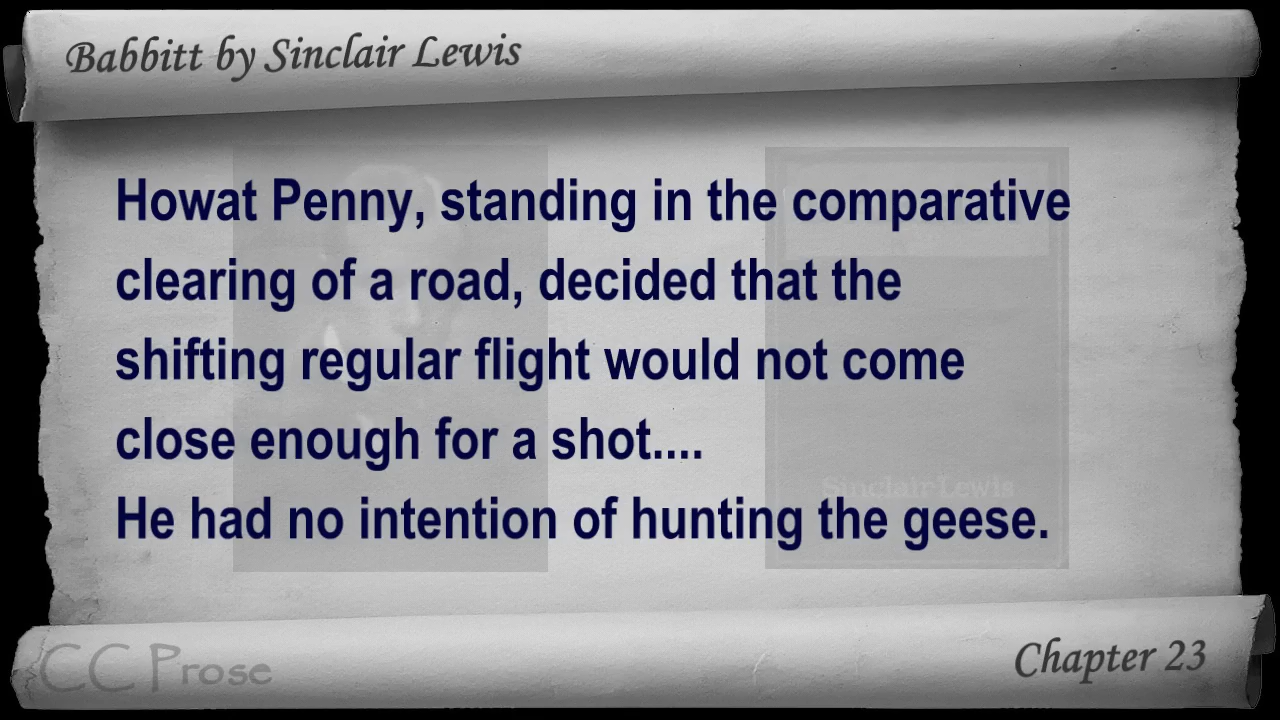 Babbitt by Sinclair Lewis
Howat Penny, standing in the comparative
clearing of a road, decided that the
shifting regular flight would not come
close enough for a shot....
Sinclair Lewis
He had no intention of hunting the geese.
CC Prose
Chapter 23